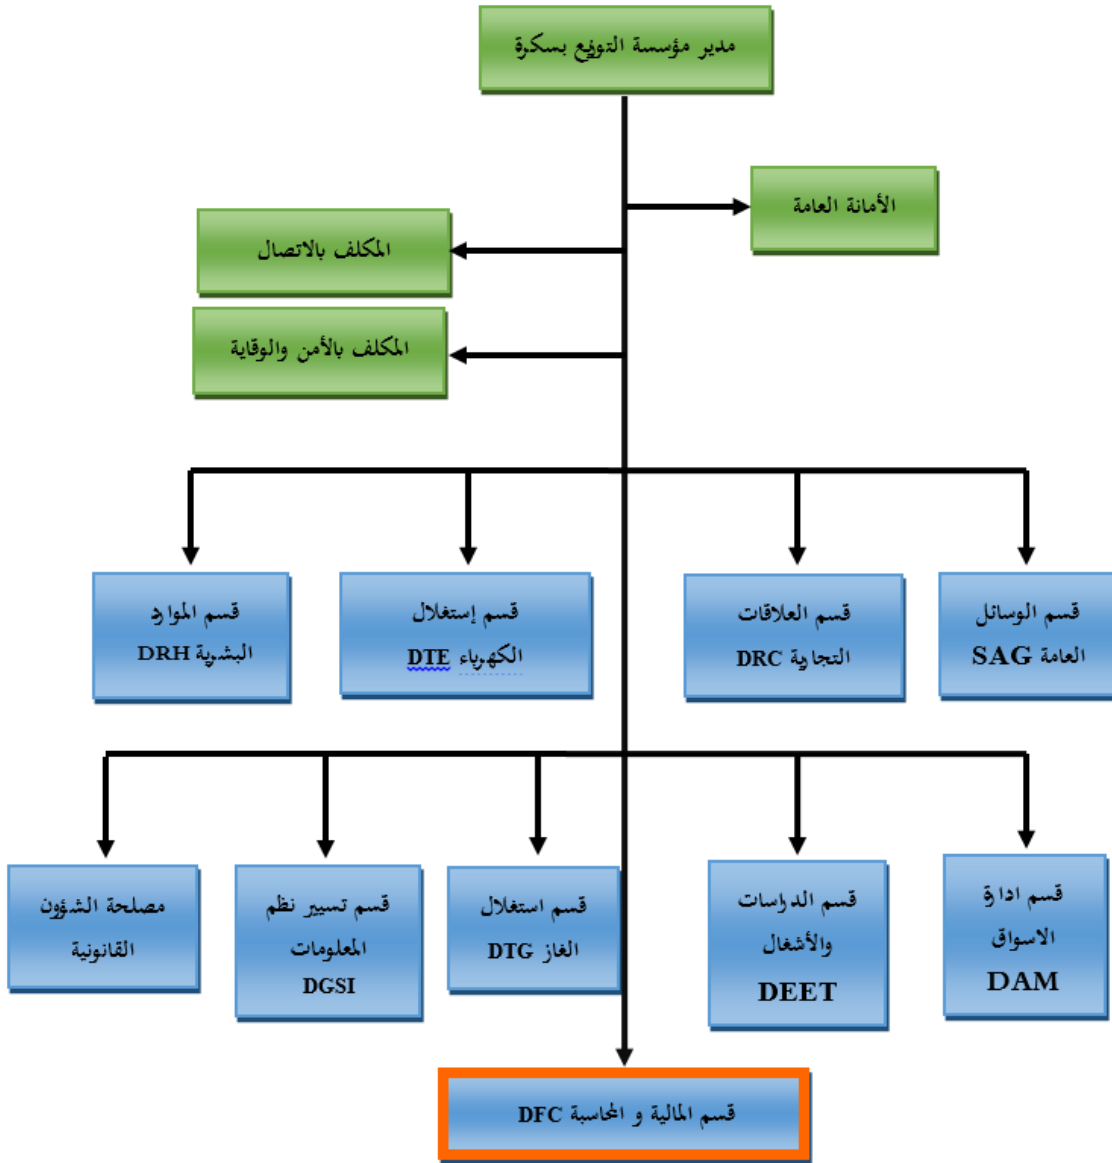 مدير مؤسسة التوزيع بسكرة
الأمانة العامة
المكلف بالاتصال
المكلف بالأمن والوقاية
قسم الوسائل
العامة SAG
قسم العلاقات
التجارية DRC
قسم إستغلال
الكهرباء DTE
قسم الموارد
البشرية DRH
قسم ادارة
الاسواق
DAM
قسم الدراسات
والأشغال
DEET
قسم استغلال
الغاز DTG
قسم تسيير نظم
المعلومات
DGSI
مصلحة الشؤون
القانونية
قسم المالية و المحاسبة DFC